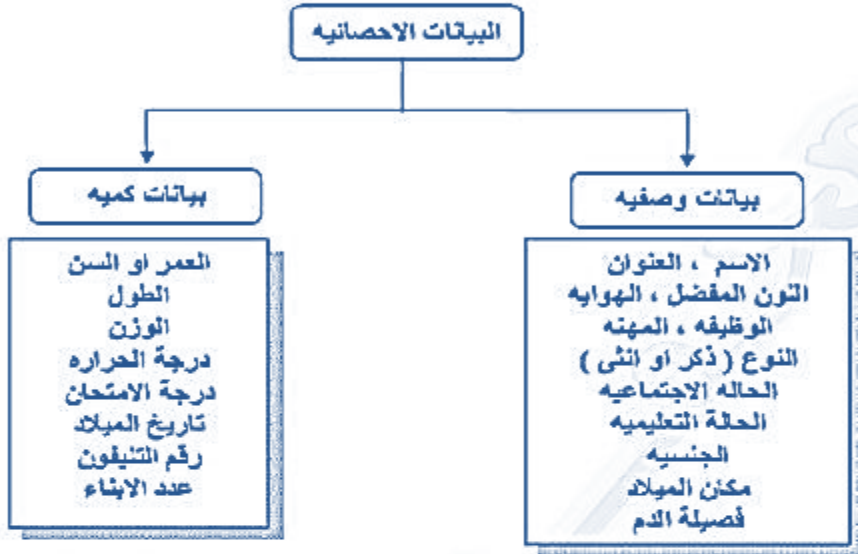 البيانات الاحصائيه
بيانات وصفيه
الاسم ، العنوان
اللون المفضل ، الهوايه
الوظيفه ، المهنه
النوع ( ذكر او انثى )
الحاله الاجتماعيه
الحالة التعليميه
الجنسيه
مكان الميلاد
فصيلة الدم
بيانات كميه
العمر او السن
الطول
الوزن
درجة الحراره
درجة الامتحان
تاريخ الميلاد
رقم التليفون
عدد الابناء